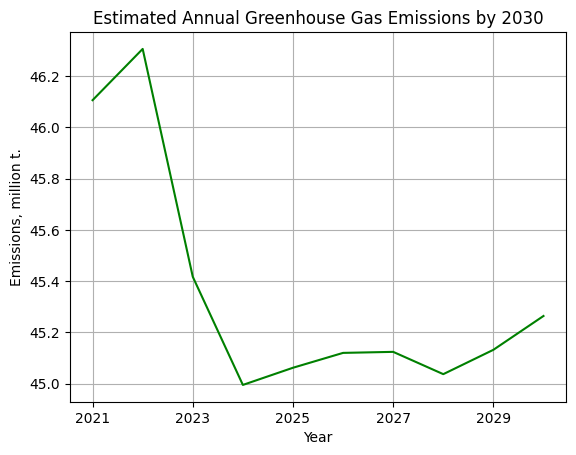 Estimated Annual Greenhouse Gas Emissions by 2030
Emissions, million t.
46.2
46.0
45.8
45.6
45.4
45.2
45.0
2021 2023 2025 2027 2029
Year